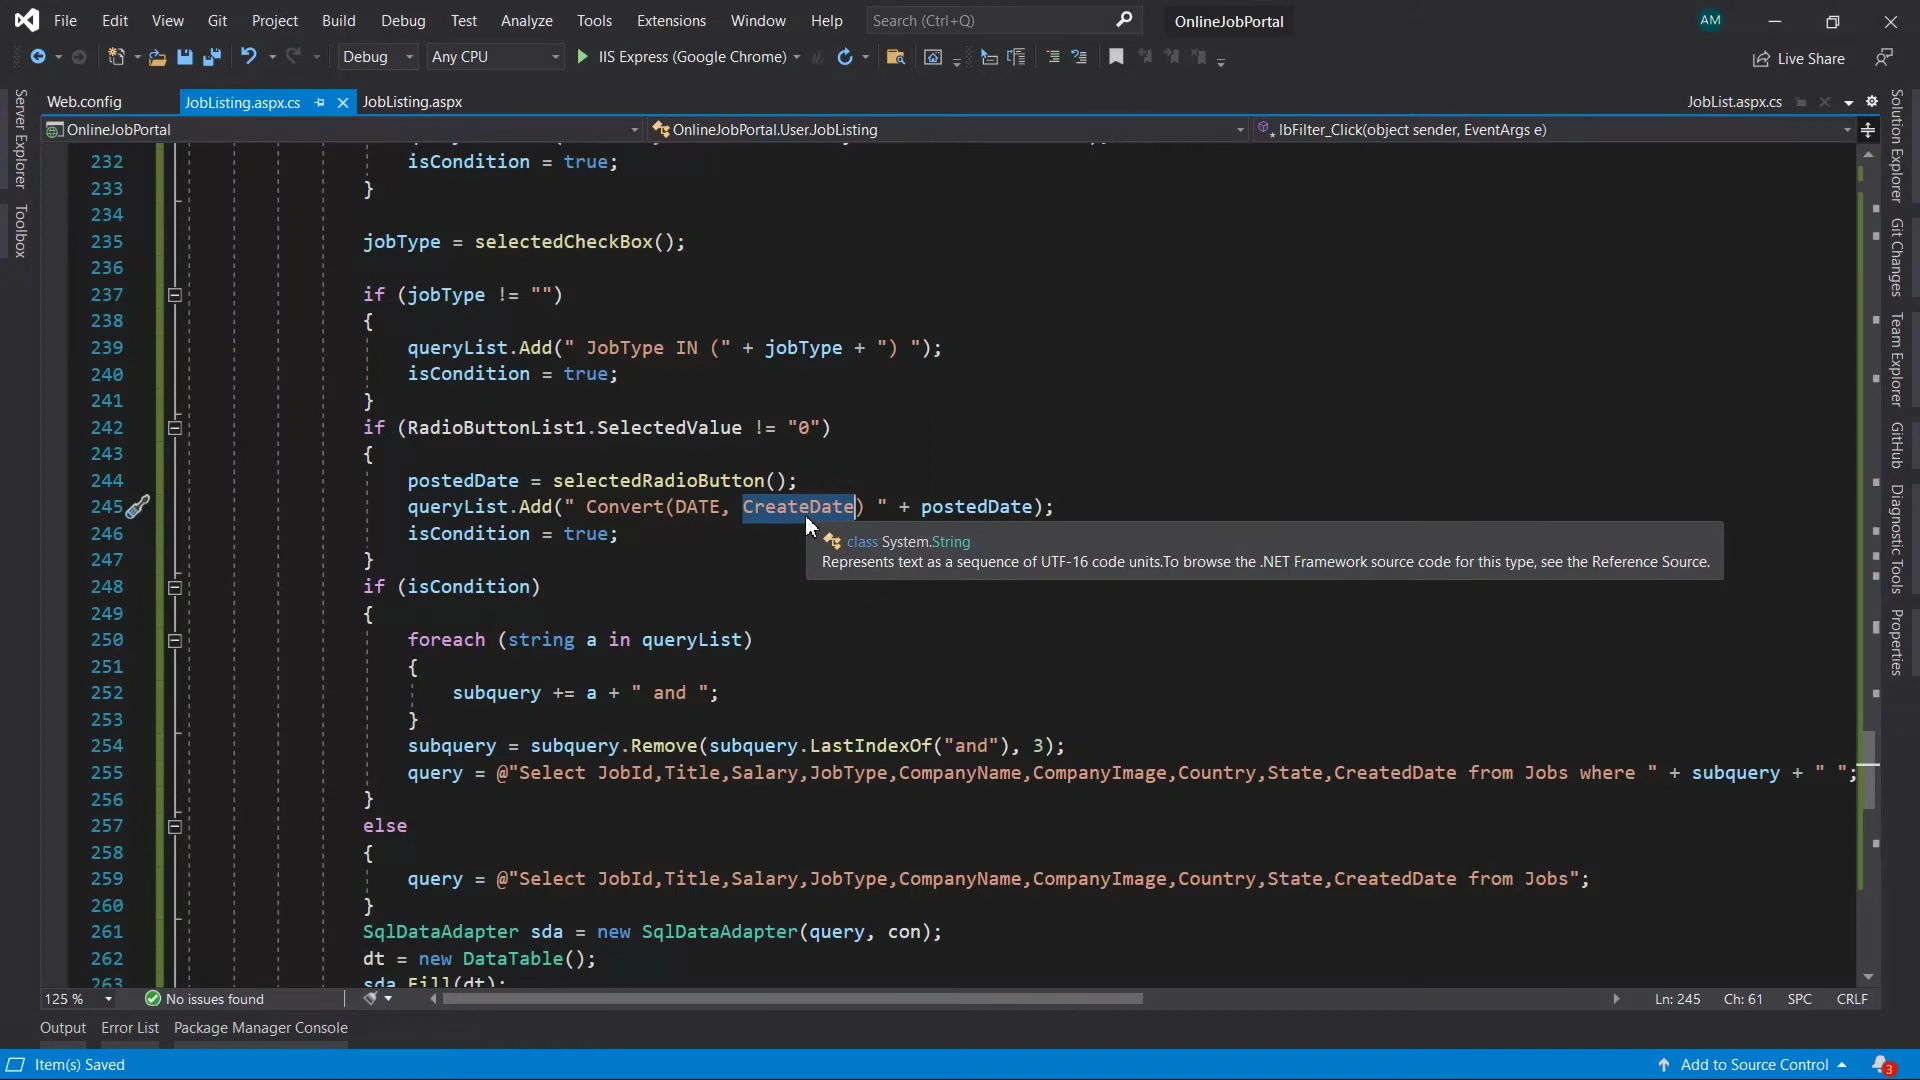 File Edit View Git Project Build Debug Test Analyze Tools Extensions Window Help Search (Ctrl+Q) OnlineJobPortal AM
Debug Any CPU IIS Express (Google Chrome) Live Share
Web.config JobListing.aspx.cs JobListing.aspx JobList.aspx.cs
OnlineJobPortal OnlineJobPortal.User.JobListing lbFilter_Click(object sender, EventArgs e)
Server Explorer
Toolbox
232 isCondition = true;
233 }
234
235 jobType = selectedCheckBox();
236
237 if (jobType != "")
238 {
239 queryList.Add(" JobType IN (" + jobType + ") ");
240 isCondition = true;
241 }
242 if (RadioButtonList1.SelectedValue != "0")
243 {
244 postedDate = selectedRadioButton();
245 queryList.Add(" Convert(DATE, CreateDate) " + postedDate);
246 isCondition = true;
class System.String
Represents text as a sequence of UTF-16 code units.To browse the .NET Framework source code for this type, see the Reference Source.
247 }
248 if (isCondition)
249 {
250 foreach (string a in queryList)
251 {
252 subquery += a + " and ";
253 }
254 subquery = subquery.Remove(subquery.LastIndexOf("and"), 3);
255 query = @"Select JobId,Title,Salary,JobType,CompanyName,CompanyImage,Country,State,CreatedDate from Jobs where " + subquery + " ";
256 }
257 else
258 {
259 query = @"Select JobId,Title,Salary,JobType,CompanyName,CompanyImage,Country,State,CreatedDate from Jobs";
260 }
261 SqlDataAdapter sda = new SqlDataAdapter(query, con);
262 dt = new DataTable();
263 sda.Fill(dt);
Solution Explorer
Git Changes
Team Explorer
GitHub
Diagnostic Tools
Properties
125 % No issues found Ln: 245 Ch: 61 SPC CRLF
Output Error List Package Manager Console
Item(s) Saved Add to Source Control 3